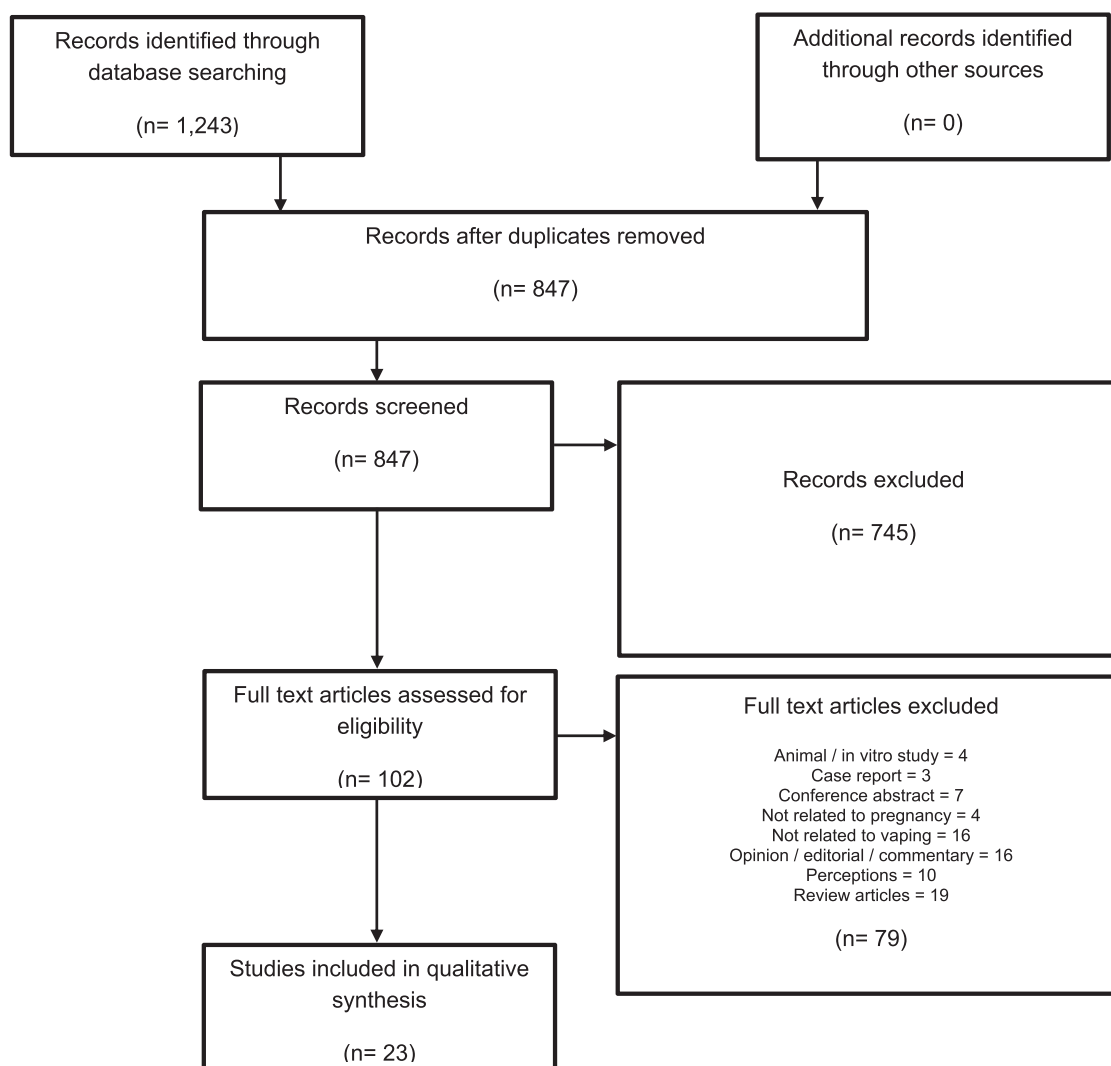 Records identified through
database searching
(n= 1,243)
Additional records identified
through other sources
(n= 0)
Records after duplicates removed
(n= 847)
Records screened
(n= 847)
Records excluded
(n= 745)
Full text articles assessed for
eligibility
(n= 102)
Full text articles excluded
Animal / in vitro study = 4
Case report = 3
Conference abstract = 7
Not related to pregnancy = 4
Not related to vaping = 16
Opinion / editorial / commentary = 16
Perceptions = 10
Review articles = 19
(n= 79)
Studies included in qualitative
synthesis
(n= 23)